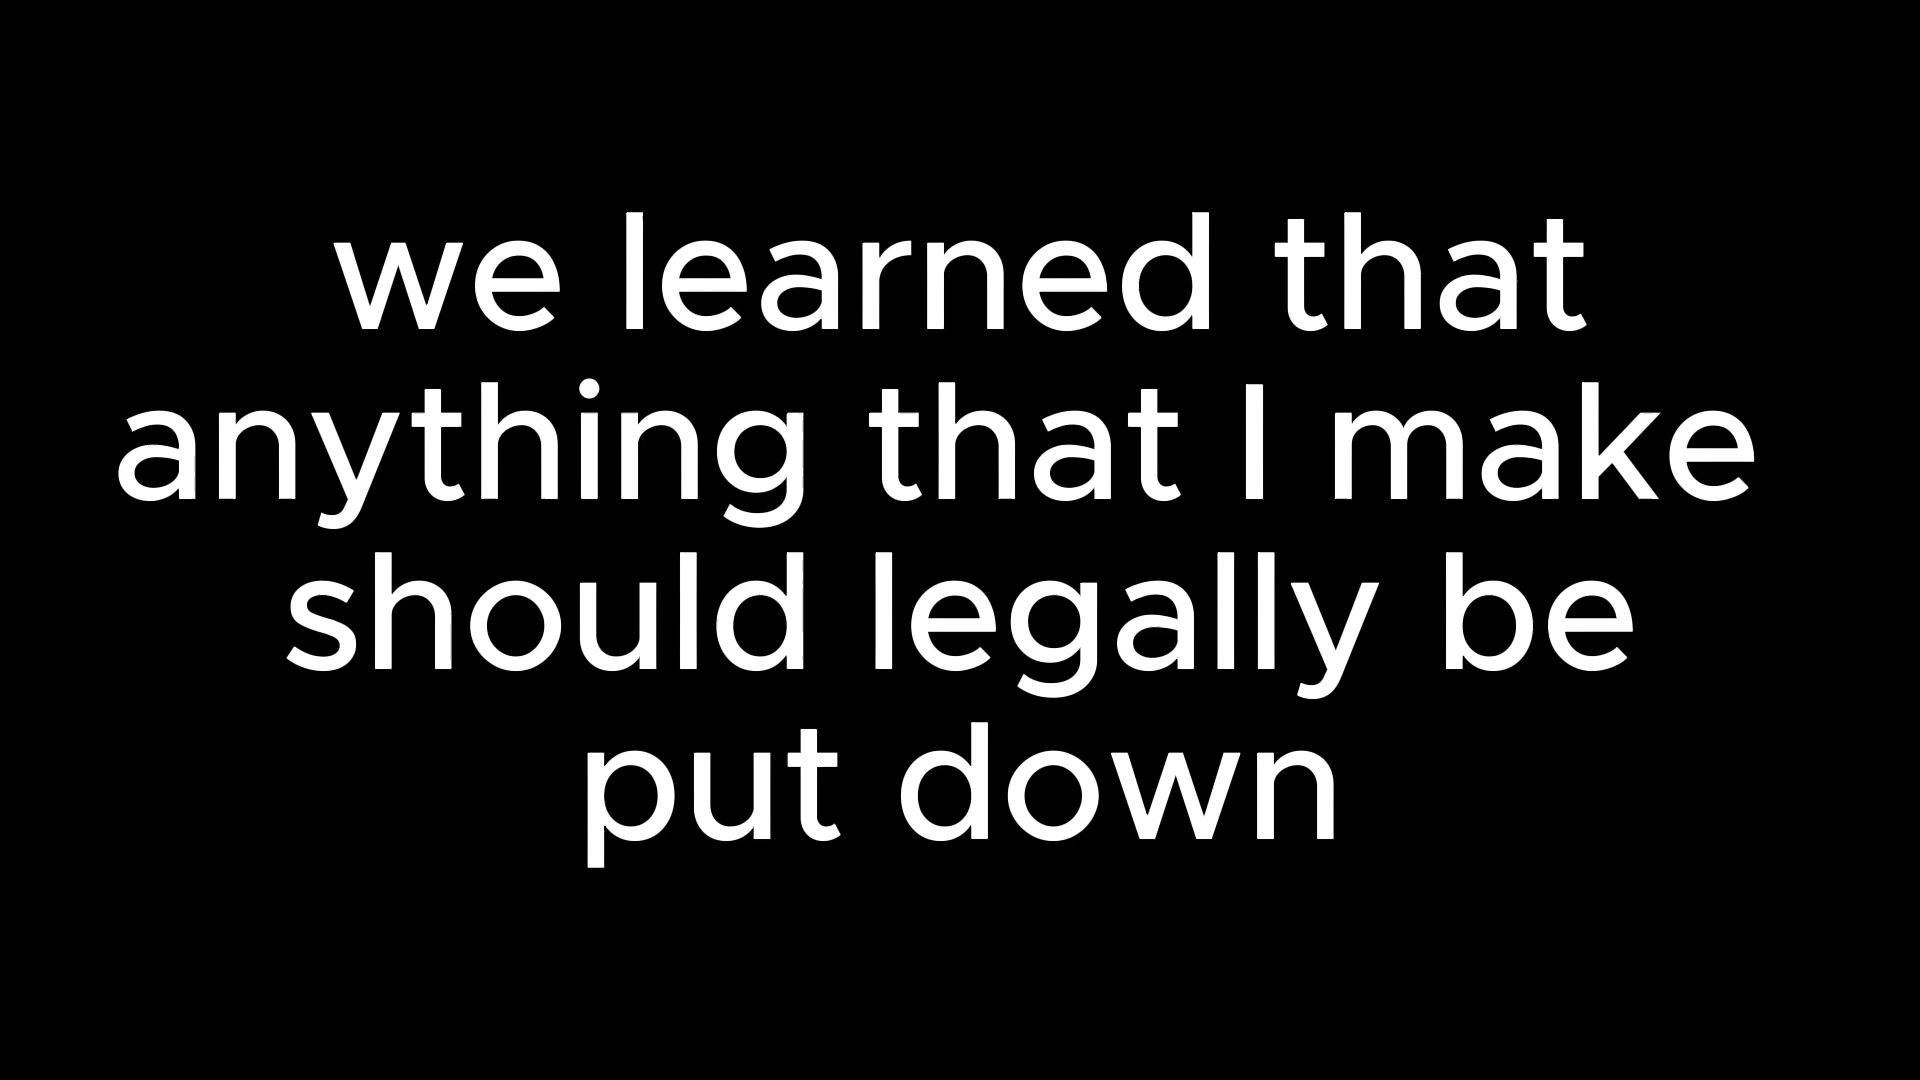 we learned that
anything that I make
should legally be
put down